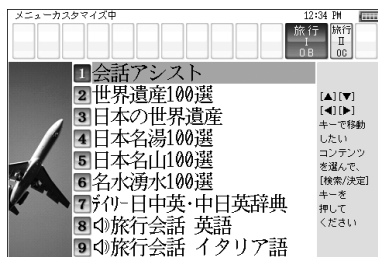 メニューカスタマイズ中 12:34 PM
旅行 I OB
旅行 II OG
1 会話アシスト
2 世界遺産100選
3 日本の世界遺産
4 日本名湯100選
5 日本名山100選
6 名水湧水100選
7 デイリー日中英・中日英辞典
8 旅行会話 英語
9 旅行会話 イタリア語
[▲][▼]
[◀][▶]
キーで移動
したい
コンテンツ
を選んで、
[検索/決定]
キーを
押して
ください